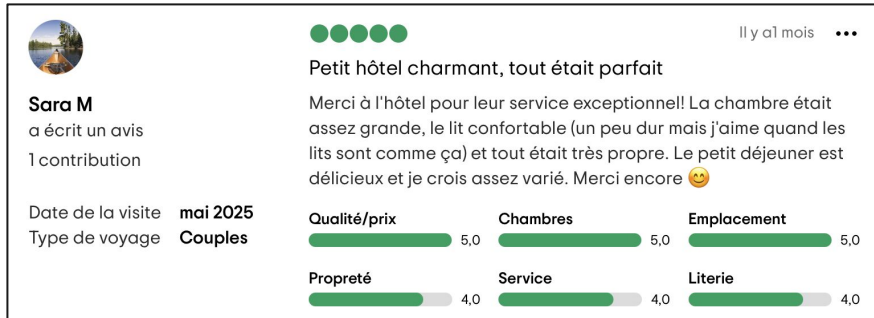 Il y a1 mois •••
Petit hôtel charmant, tout était parfait
Sara M
a écrit un avis
1 contribution
Date de la visite mai 2025
Type de voyage Couples
Merci à l'hôtel pour leur service exceptionnel! La chambre était
assez grande, le lit confortable (un peu dur mais j'aime quand les
lits sont comme ça) et tout était très propre. Le petit déjeuner est
délicieux et je crois assez varié. Merci encore 😊
Qualité/prix Chambres Emplacement
5,0 5,0 5,0
Propreté Service Literie
4,0 4,0 4,0